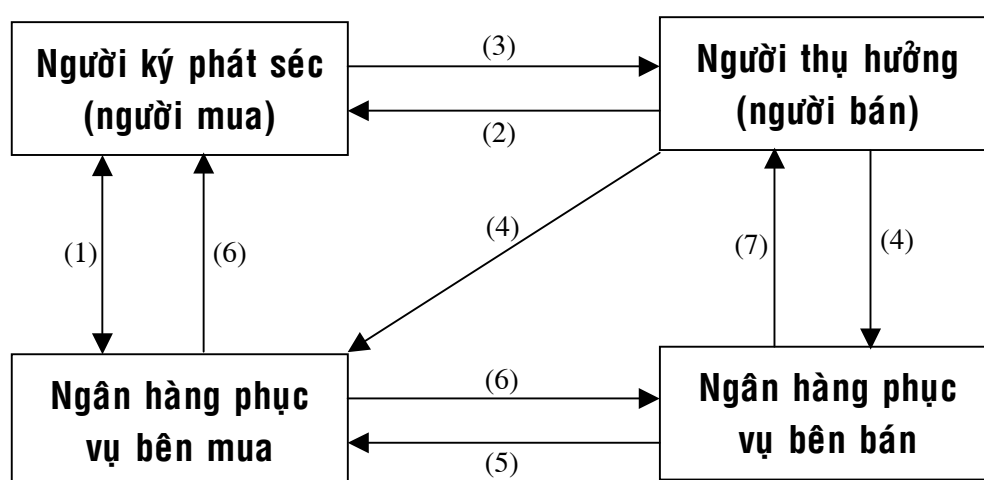 Người ký phát séc
(người mua)
(3)
(2)
Người thụ hưởng
(người bán)
(1)
(6)
(4)
(7)
(4)
Ngân hàng phục
vụ bên mua
(6)
(5)
Ngân hàng phục
vụ bên bán